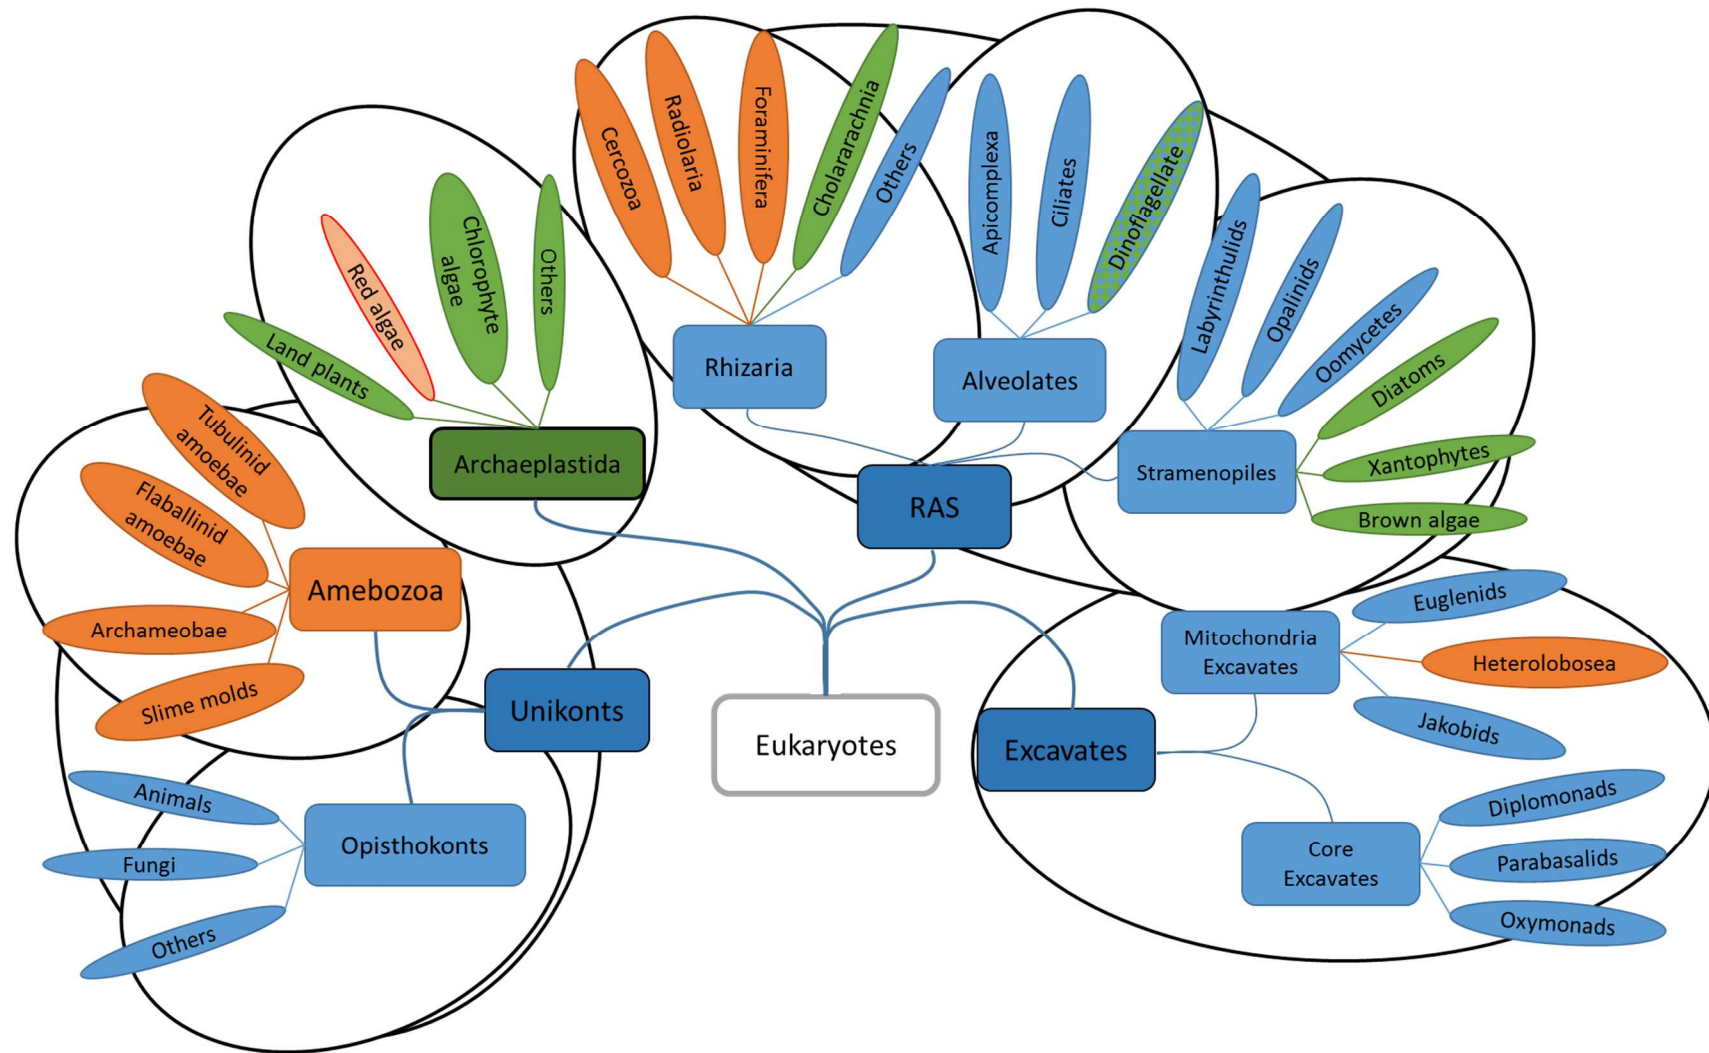 Cercozoa
Radiolaria
Foraminifera
Cholararachnia
Others
Apicomplexa
Ciliates
Dinoflagellate
Labyrinthulids
Opalinids
Oomycetes
Diatoms
Xantophytes
Brown algae
Rhizaria
Alveolates
Stramenopiles
RAS
Land plants
Red algae
Chlorophyte
algae
Others
Archaeplastida
Tubulinid
amoebae
Flaballinid
amoebae
Archameobae
Slime molds
Amebozoa
Unikonts
Animals
Fungi
Others
Opisthokonts
Eukaryotes
Excavates
Mitochondria
Excavates
Euglenids
Heterolobosea
Jakobids
Core
Excavates
Diplomonads
Parabasalids
Oxymonads